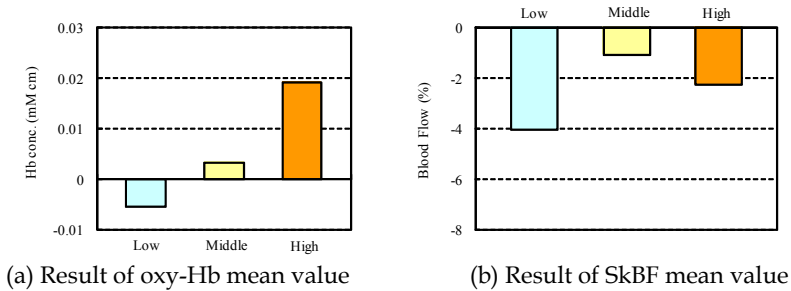 0.03
0.02
0.01
0
-0.01
Hb conc. (mM cm)
Low Middle High
(a) Result of oxy-Hb mean value
Low Middle High
0
-2
-4
-6
-8
Blood Flow (%)
(b) Result of SkBF mean value